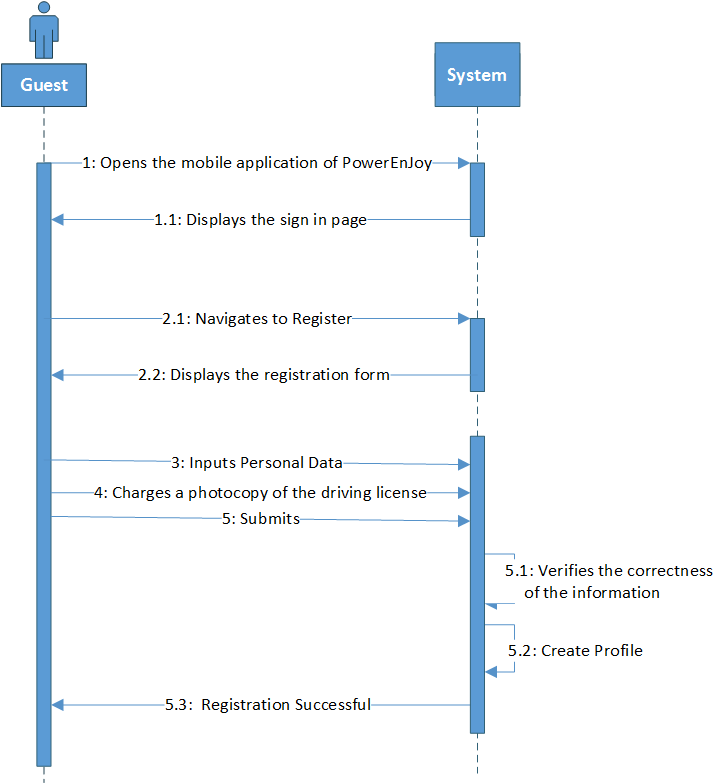 Guest
System
1: Opens the mobile application of PowerEnJoy
1.1: Displays the sign in page
2.1: Navigates to Register
2.2: Displays the registration form
3: Inputs Personal Data
4: Charges a photocopy of the driving license
5: Submits
5.1: Verifies the correctness
of the information
5.2: Create Profile
5.3: Registration Successful